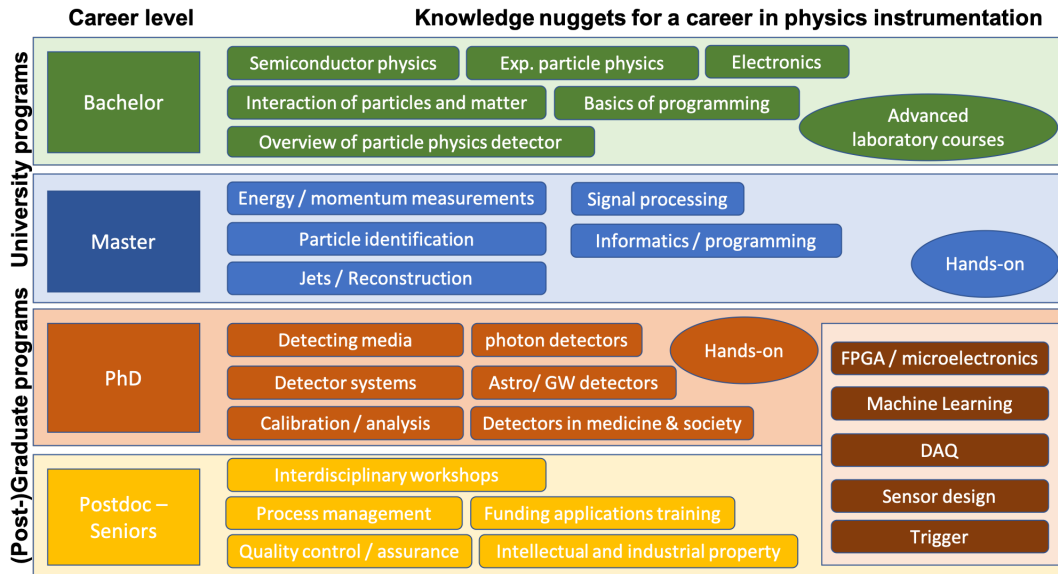 Career level
Knowledge nuggets for a career in physics instrumentation
University programs
Bachelor
Semiconductor physics
Exp. particle physics
Electronics
Interaction of particles and matter
Basics of programming
Overview of particle physics detector
Advanced
laboratory courses
Master
Energy / momentum measurements
Signal processing
Particle identification
Informatics / programming
Jets / Reconstruction
Hands-on
(Post-)Graduate programs
PhD
Detecting media
photon detectors
Hands-on
Detector systems
Astro/ GW detectors
Calibration / analysis
Detectors in medicine & society
FPGA / microelectronics
Machine Learning
DAQ
Sensor design
Trigger
Postdoc –
Seniors
Interdisciplinary workshops
Process management
Funding applications training
Quality control / assurance
Intellectual and industrial property